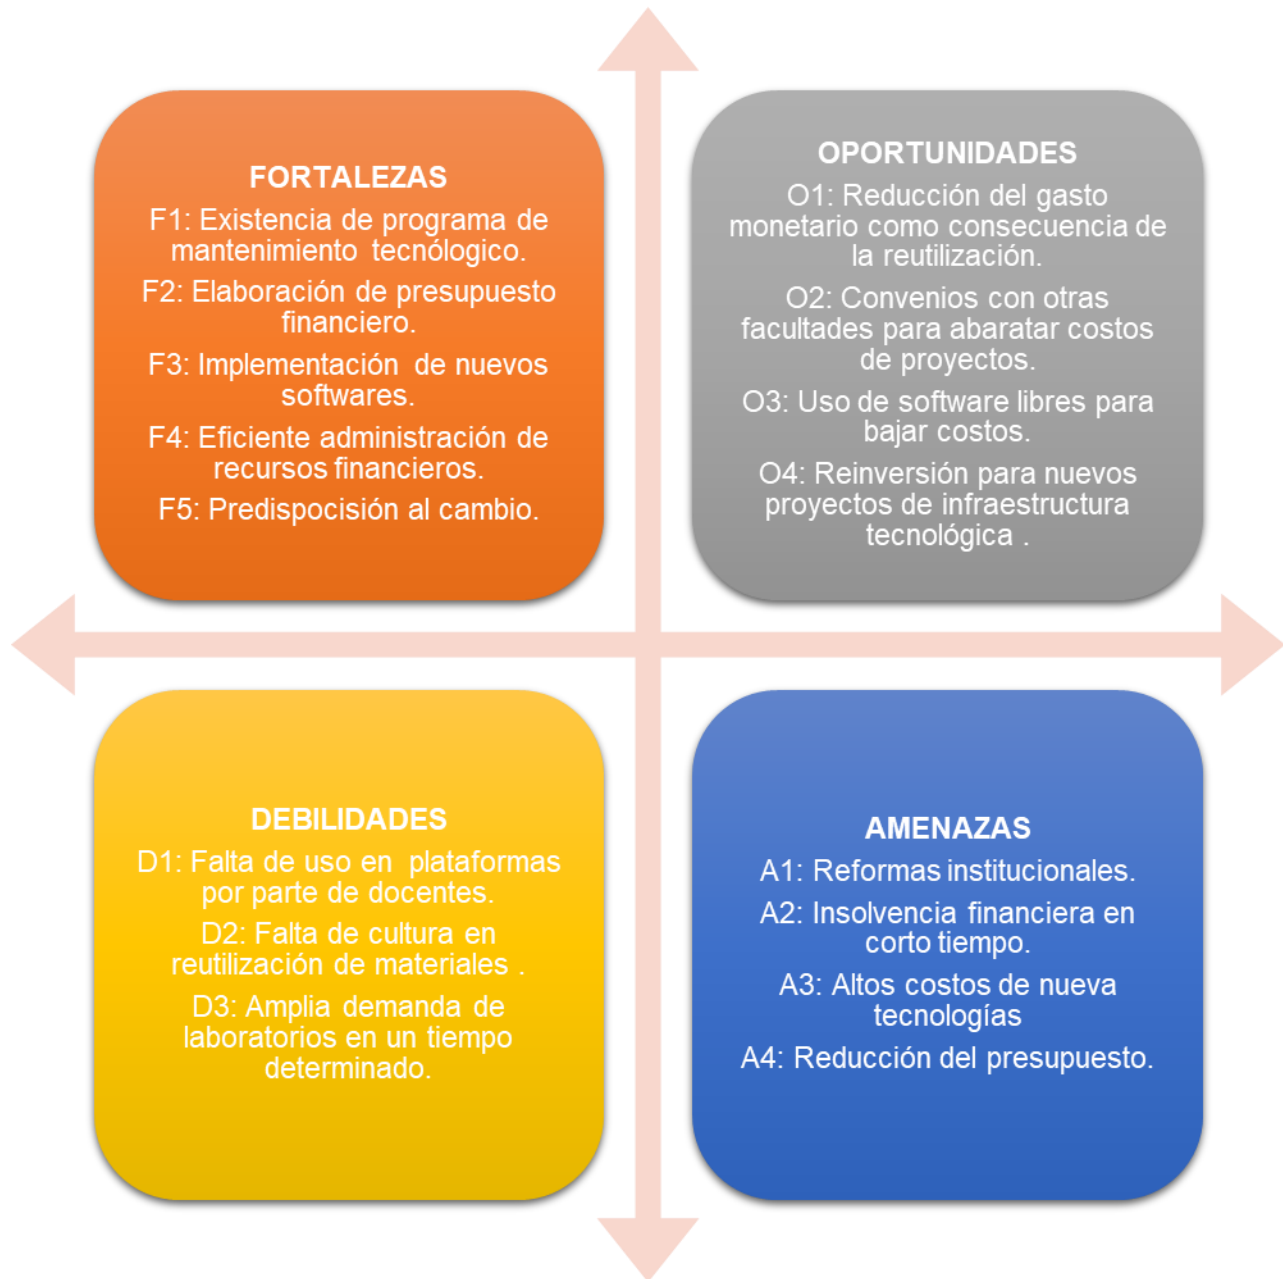 FORTALEZAS
F1: Existencia de programa de
mantenimiento tecnólogico.
F2: Elaboración de presupuesto
financiero.
F3: Implementación de nuevos
softwares.
F4: Eficiente administración de
recursos financieros.
F5: Predispocisión al cambio.
OPORTUNIDADES
O1: Reducción del gasto
monetario como consecuencia de
la reutilización.
O2: Convenios con otras
facultades para abaratar costos
de proyectos.
O3: Uso de software libres para
bajar costos.
O4: Reinversión para nuevos
proyectos de infraestructura
tecnológica .
DEBILIDADES
D1: Falta de uso en plataformas
por parte de docentes.
D2: Falta de cultura en
reutilización de materiales .
D3: Amplia demanda de
laboratorios en un tiempo
determinado.
AMENAZAS
A1: Reformas institucionales.
A2: Insolvencia financiera en
corto tiempo.
A3: Altos costos de nueva
tecnologías
A4: Reducción del presupuesto.